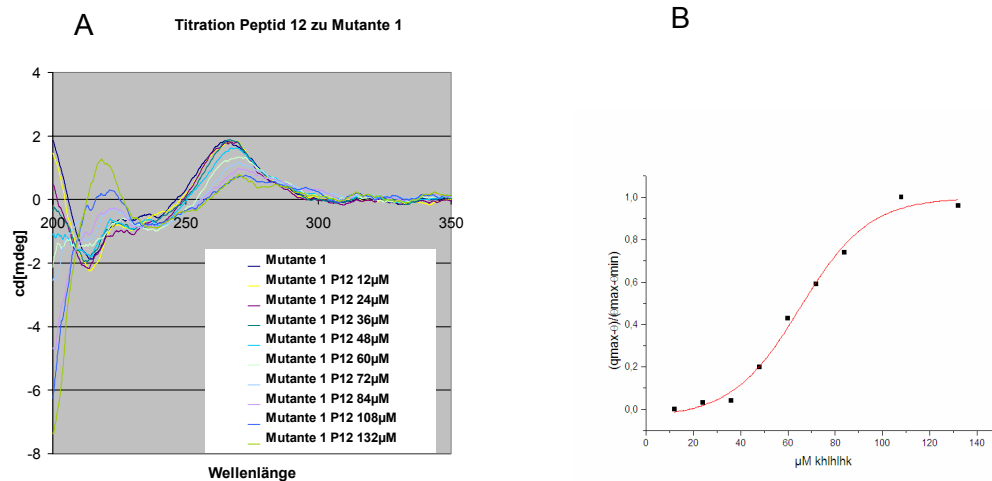 A
Titration Peptid 12 zu Mutante 1
4
2
0
-2
-4
-6
-8
200
250
300
350
cd[mdeg]
Wellenlänge
Mutante 1
Mutante 1 P12 12µM
Mutante 1 P12 24µM
Mutante 1 P12 36µM
Mutante 1 P12 48µM
Mutante 1 P12 60µM
Mutante 1 P12 72µM
Mutante 1 P12 84µM
Mutante 1 P12 108µM
Mutante 1 P12 132µM
B
1,0
0,8
0,6
0,4
0,2
0,0
0
20
40
60
80
100
120
140
(qmax-θ)/(θmax-θmin)
µM khlhlhk